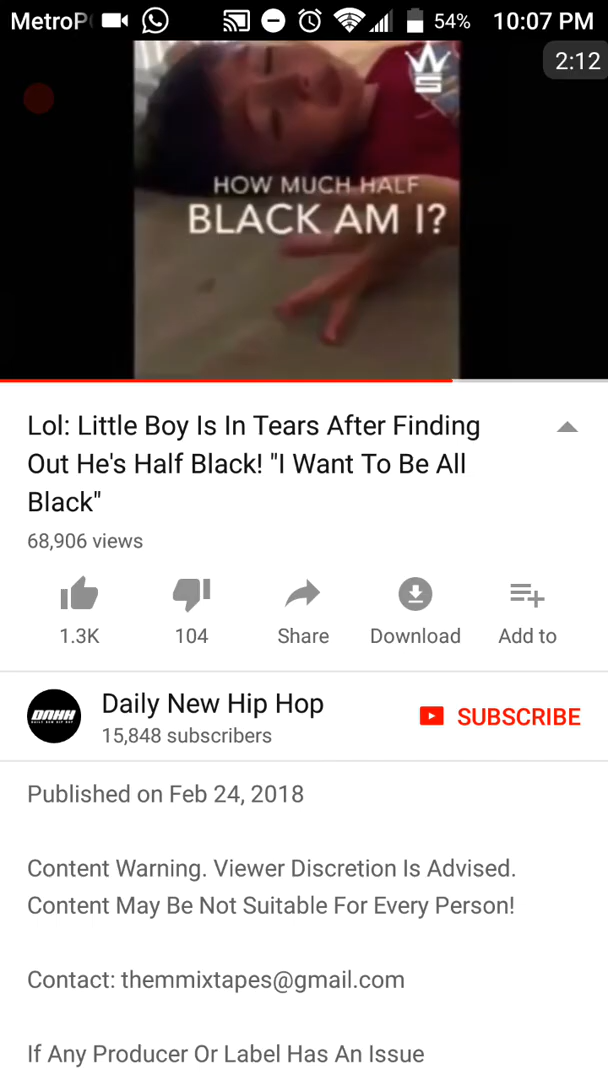 MetroP
54%
10:07 PM
2:12
HOW MUCH HALF
BLACK AM I?
Lol: Little Boy Is In Tears After Finding
Out He's Half Black! "I Want To Be All
Black"
68,906 views
1.3K
104
Share
Download
Add to
DNHH
Daily New Hip Hop
15,848 subscribers
SUBSCRIBE
Published on Feb 24, 2018
Content Warning. Viewer Discretion Is Advised.
Content May Be Not Suitable For Every Person!
Contact: themmixtapes@gmail.com
If Any Producer Or Label Has An Issue